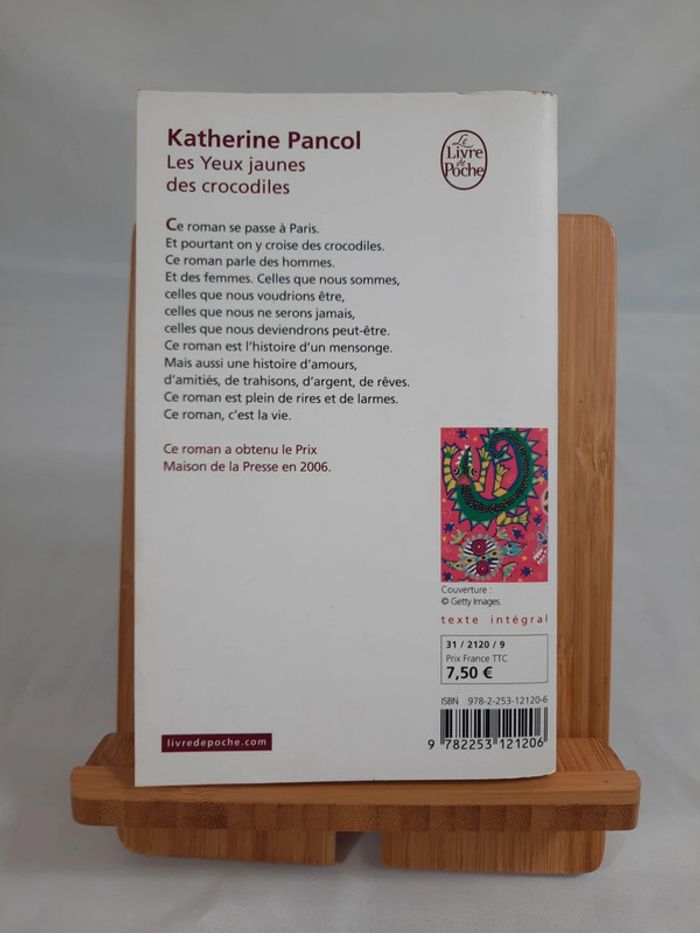 Katherine Pancol
Les Yeux jaunes
des crocodiles
Le
Livre
de
Poche
Ce roman se passe à Paris.
Et pourtant on y croise des crocodiles.
Ce roman parle des hommes.
Et des femmes. Celles que nous sommes,
celles que nous voudrions être,
celles que nous ne serons jamais,
celles que nous deviendrons peut-être.
Ce roman est l'histoire d'un mensonge.
Mais aussi une histoire d'amours,
d'amitiés, de trahisons, d'argent, de rêves.
Ce roman est plein de rires et de larmes.
Ce roman, c'est la vie.
Ce roman a obtenu le Prix
Maison de la Presse en 2006.
Couverture :
© Getty Images.
texte intégral
31 / 2120 / 9
Prix France TTC
7,50 €
ISBN 978-2-253-12120-6
9 782253 121206
livredepoche.com